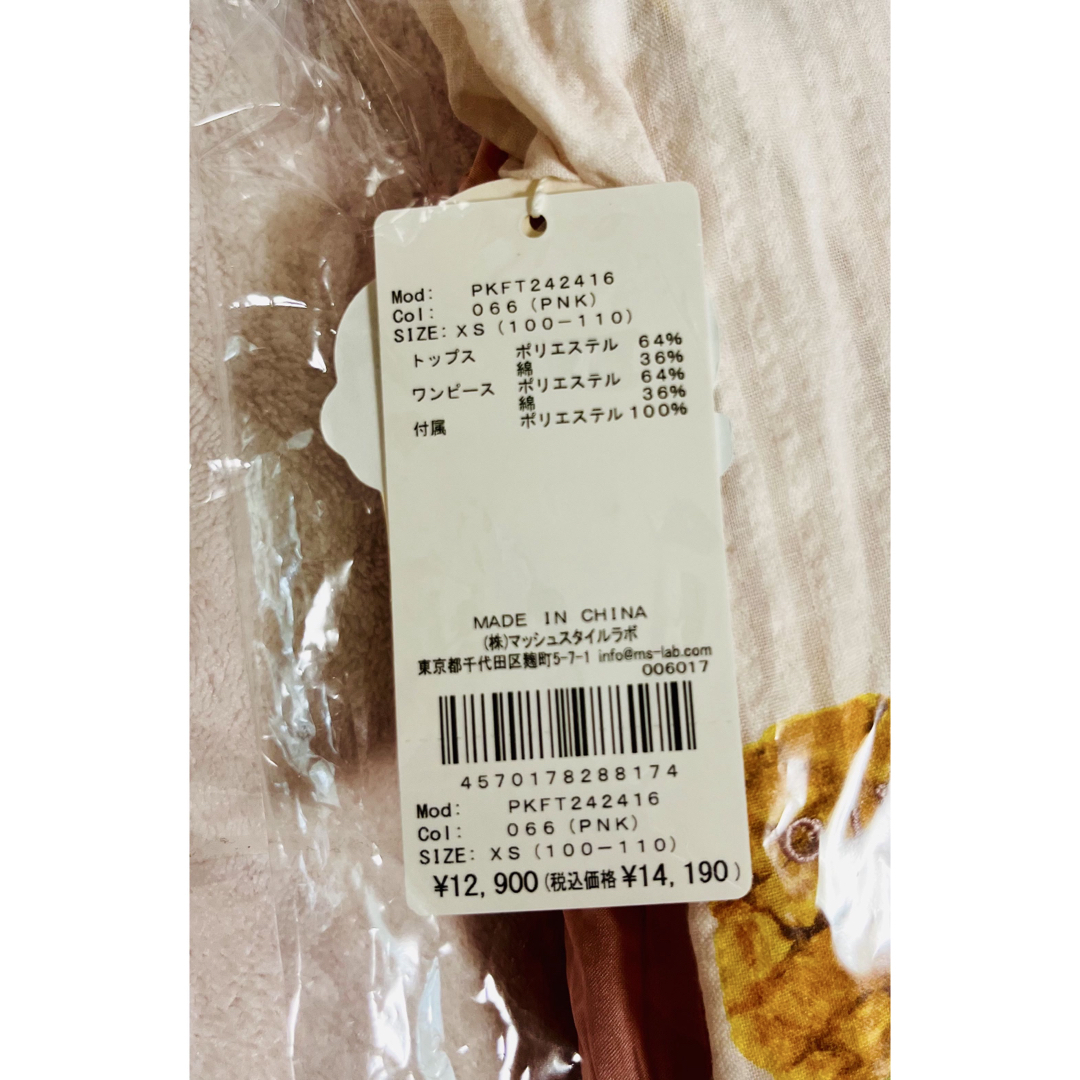 Mod: PKFT242416
Col: 066(PNK)
SIZE: XS(100-110)
トップス ポリエステル 64%
綿 36%
ワンピース ポリエステル 64%
綿 36%
付属 ポリエステル 100%
MADE IN CHINA
(株)マッシュスタイルラボ
東京都千代田区麹町5-7-1 info@ms-lab.com
006017
4570178288174
Mod: PKFT242416
Col: 066(PNK)
SIZE: XS(100-110)
¥12,900(税込価格¥14,190)